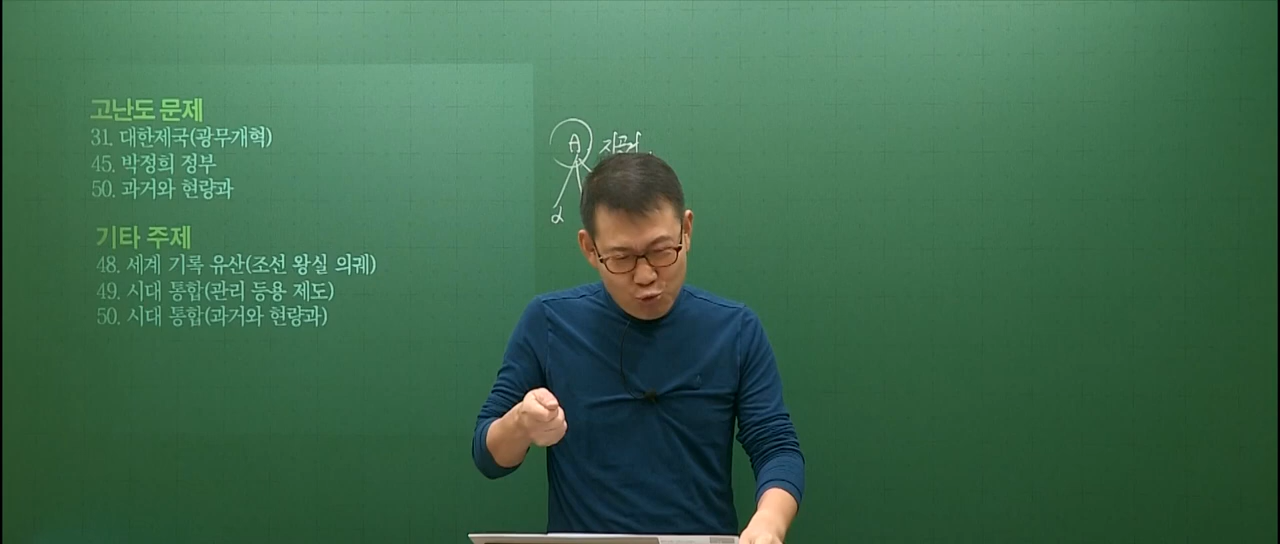 고난도 문제
31. 대한제국(광무개혁)
45. 박정희 정부
50. 과거와 현량과
기타 주제
48. 세계 기록 유산(조선 왕실 의궤)
49. 시대 통합(관리 등용 제도)
50. 시대 통합(과거와 현량과)
A